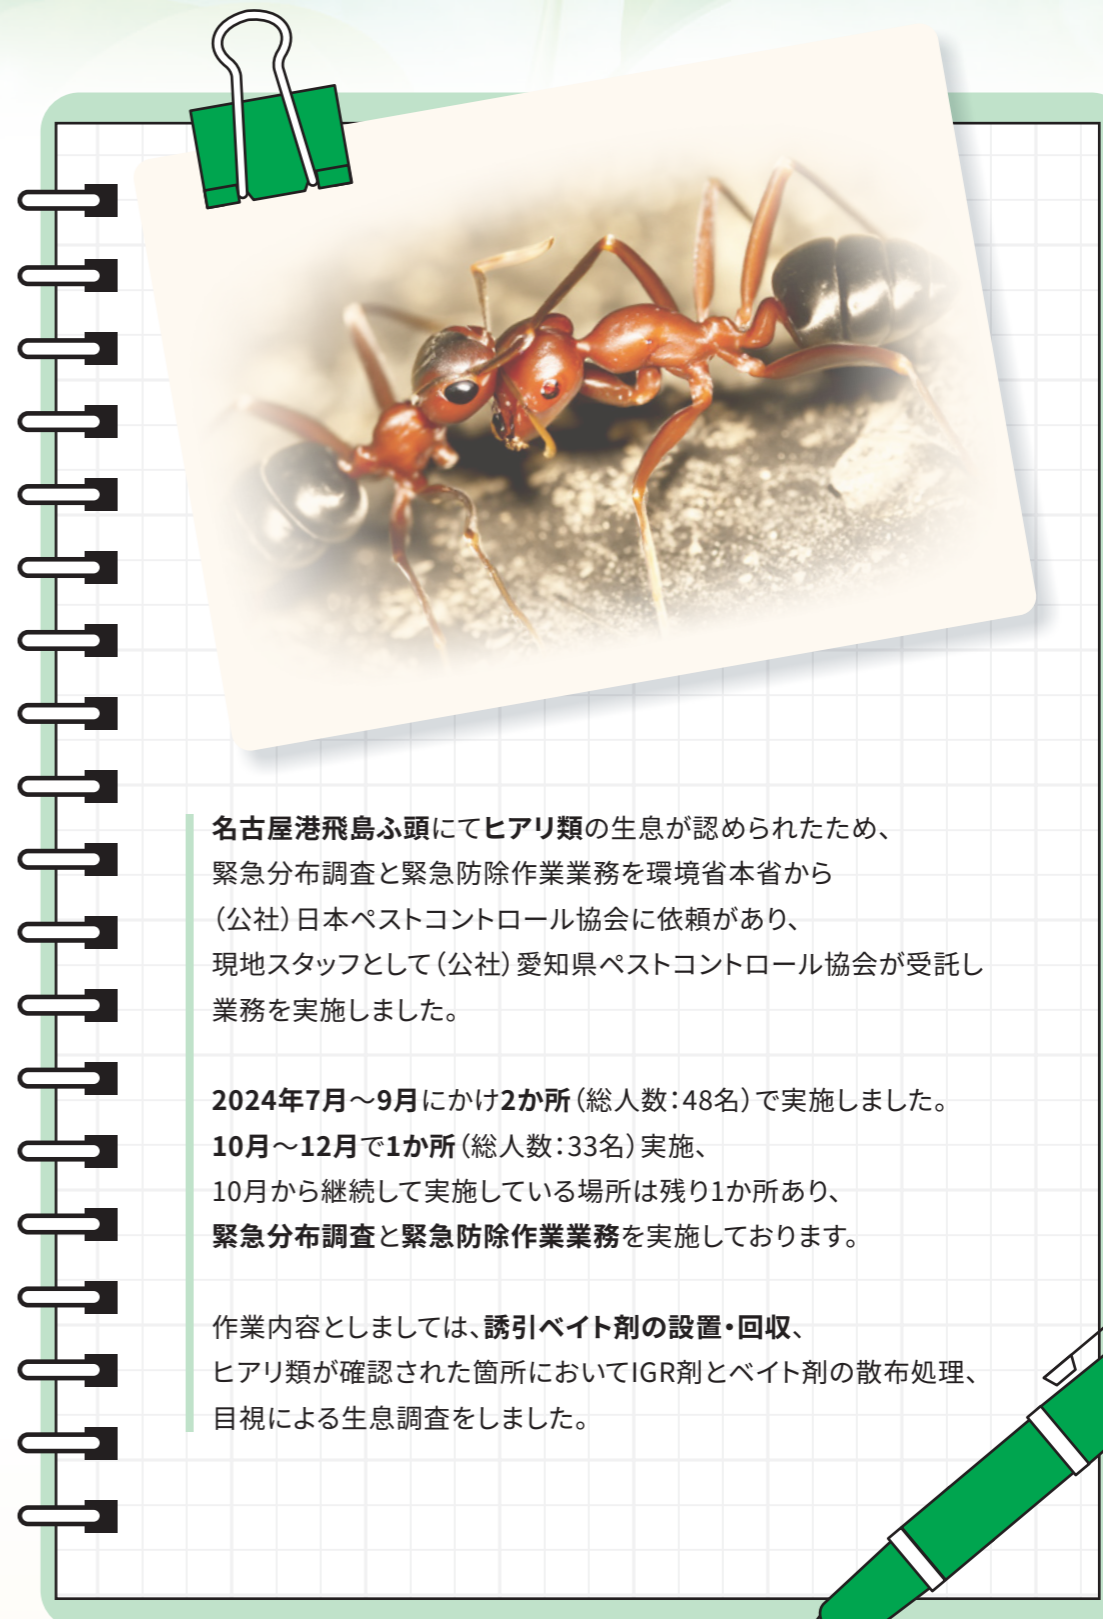 名古屋港飛島ふ頭にてヒアリ類の生息が認められたため、
緊急分布調査と緊急防除作業業務を環境省本省から
（公社）日本ペストコントロール協会に依頼があり、
現地スタッフとして（公社）愛知県ペストコントロール協会が受託し
業務を実施しました。
2024年7月～9月にかけ2か所（総人数：48名）で実施しました。
10月～12月で1か所（総人数：33名）実施、
10月から継続して実施している場所は残り1か所あり、
緊急分布調査と緊急防除作業業務を実施しております。
作業内容としましては、誘引ベイト剤の設置・回収、
ヒアリ類が確認された箇所においてIGR剤とベイト剤の散布処理、
目視による生息調査をしました。